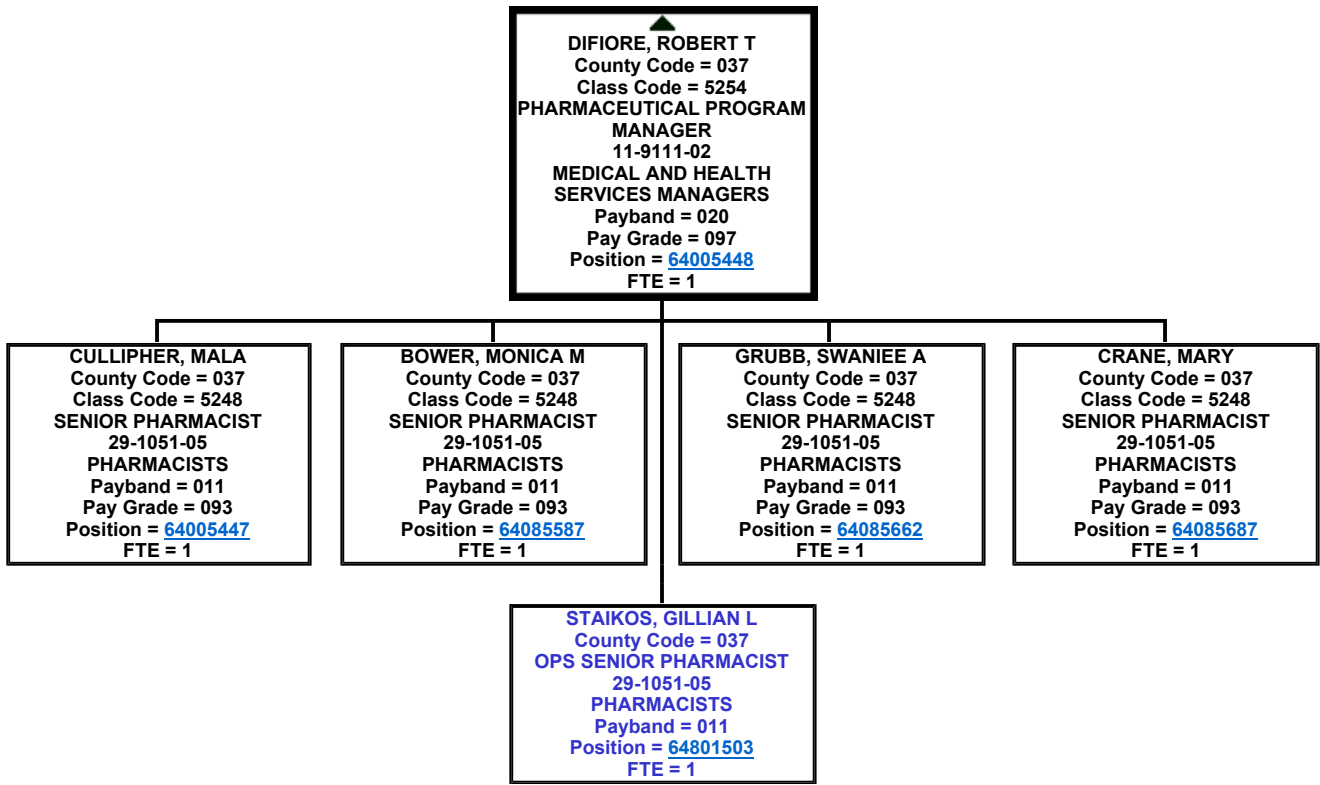 DIFIORE, ROBERT T
County Code = 037
Class Code = 5254
PHARMACEUTICAL PROGRAM
MANAGER
11-9111-02
MEDICAL AND HEALTH
SERVICES MANAGERS
Payband = 020
Pay Grade = 097
Position = 64005448
FTE = 1
CULLIPHER, MALA
County Code = 037
Class Code = 5248
SENIOR PHARMACIST
29-1051-05
PHARMACISTS
Payband = 011
Pay Grade = 093
Position = 64005447
FTE = 1
BOWER, MONICA M
County Code = 037
Class Code = 5248
SENIOR PHARMACIST
29-1051-05
PHARMACISTS
Payband = 011
Pay Grade = 093
Position = 64085587
FTE = 1
GRUBB, SWANIEE A
County Code = 037
Class Code = 5248
SENIOR PHARMACIST
29-1051-05
PHARMACISTS
Payband = 011
Pay Grade = 093
Position = 64085662
FTE = 1
CRANE, MARY
County Code = 037
Class Code = 5248
SENIOR PHARMACIST
29-1051-05
PHARMACISTS
Payband = 011
Pay Grade = 093
Position = 64085687
FTE = 1
STAIKOS, GILLIAN L
County Code = 037
OPS SENIOR PHARMACIST
29-1051-05
PHARMACISTS
Payband = 011
Position = 64801503
FTE = 1